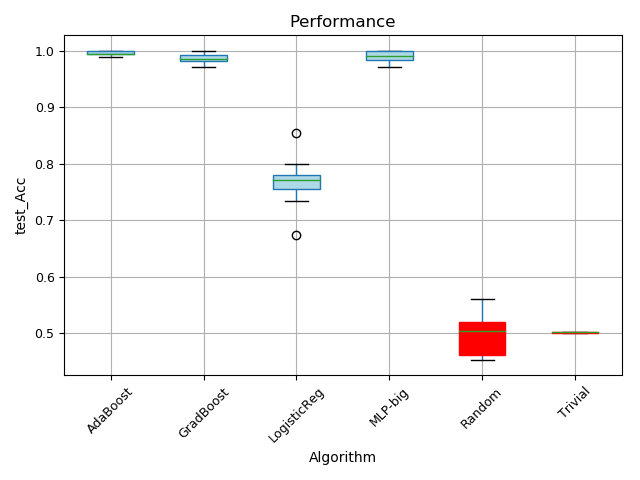 Performance
1.0
0.9
0.8
0.7
0.6
0.5
test_Acc
AdaBoost
GradBoost
LogisticReg
MLP-big
Random
Trivial
Algorithm